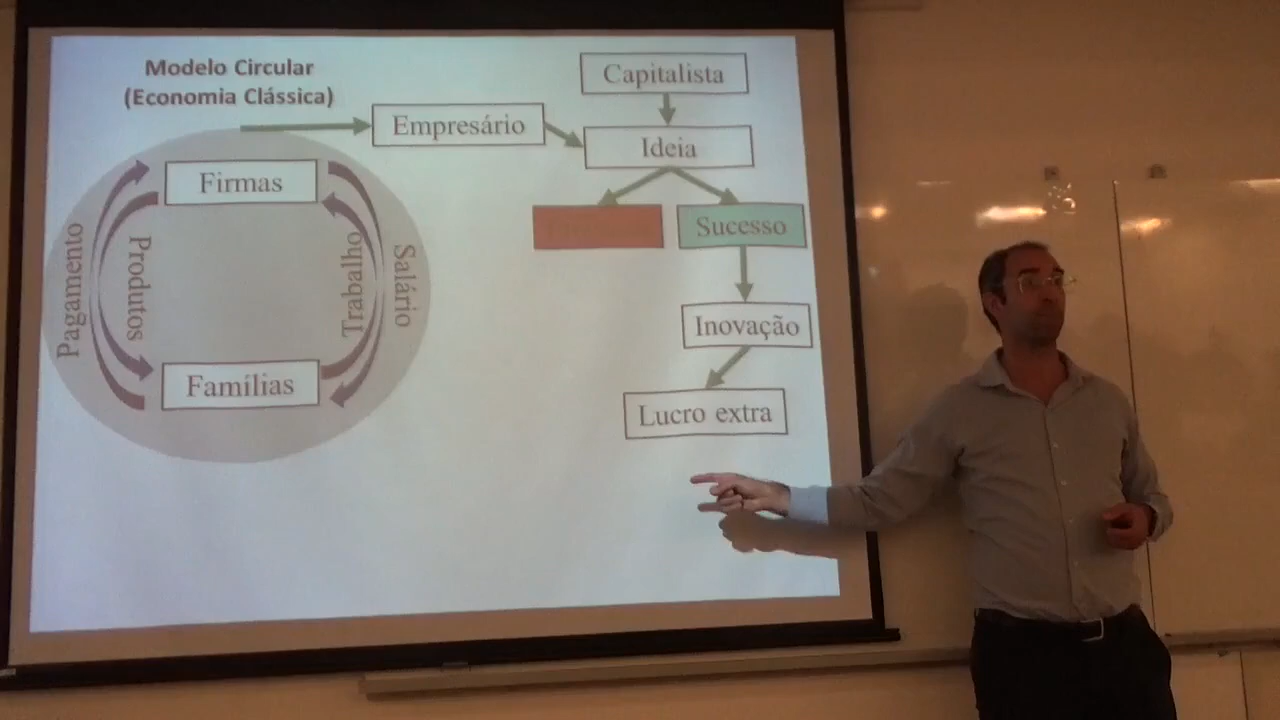 Modelo Circular
(Economia Clássica)
Capitalista
Empresário
Ideia
Firmas
Sucesso
Pagamento
Produtos
Trabalho
Salário
Inovação
Famílias
Lucro extra